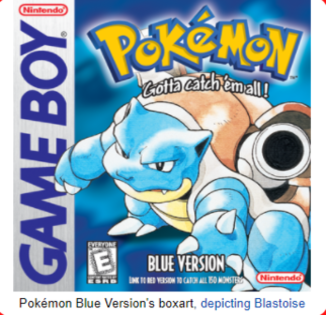 Nintendo
GAME BOY
POKéMON
Gotta catch 'em all!
EVERYONE
E
ESRB
BLUE VERSION
LINK TO RED VERSION TO CATCH ALL 150 MONSTERS
Nintendo
Pokémon Blue Version's boxart, depicting Blastoise